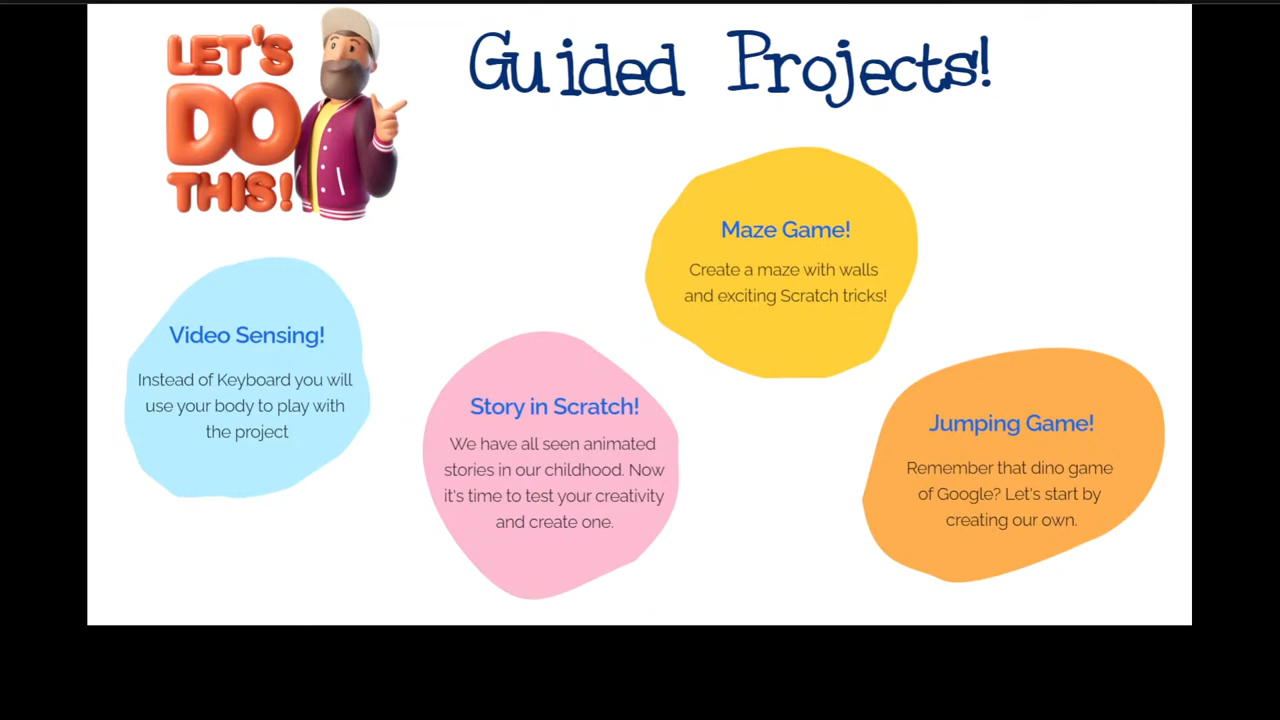 LET'S
DO
THIS!
Guided Projects!
Video Sensing!
Instead of Keyboard you will
use your body to play with
the project
Story in Scratch!
We have all seen animated
stories in our childhood. Now
it's time to test your creativity
and create one.
Maze Game!
Create a maze with walls
and exciting Scratch tricks!
Jumping Game!
Remember that dino game
of Google? Let's start by
creating our own.